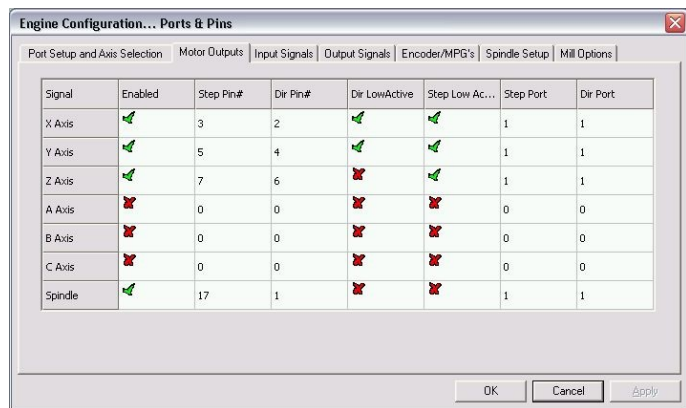 Engine Configuration... Ports & Pins
Port Setup and Axis Selection Motor Outputs Input Signals Output Signals Encoder/MPG's Spindle Setup Mill Options
Signal Enabled Step Pin# Dir Pin# Dir LowActive Step Low Ac... Step Port Dir Port
X Axis 3 2 1 1
Y Axis 5 4 1 1
Z Axis 7 6 1 1
A Axis 0 0 0 0
B Axis 0 0 0 0
C Axis 0 0 0 0
Spindle 17 1 1 1
OK Cancel Apply